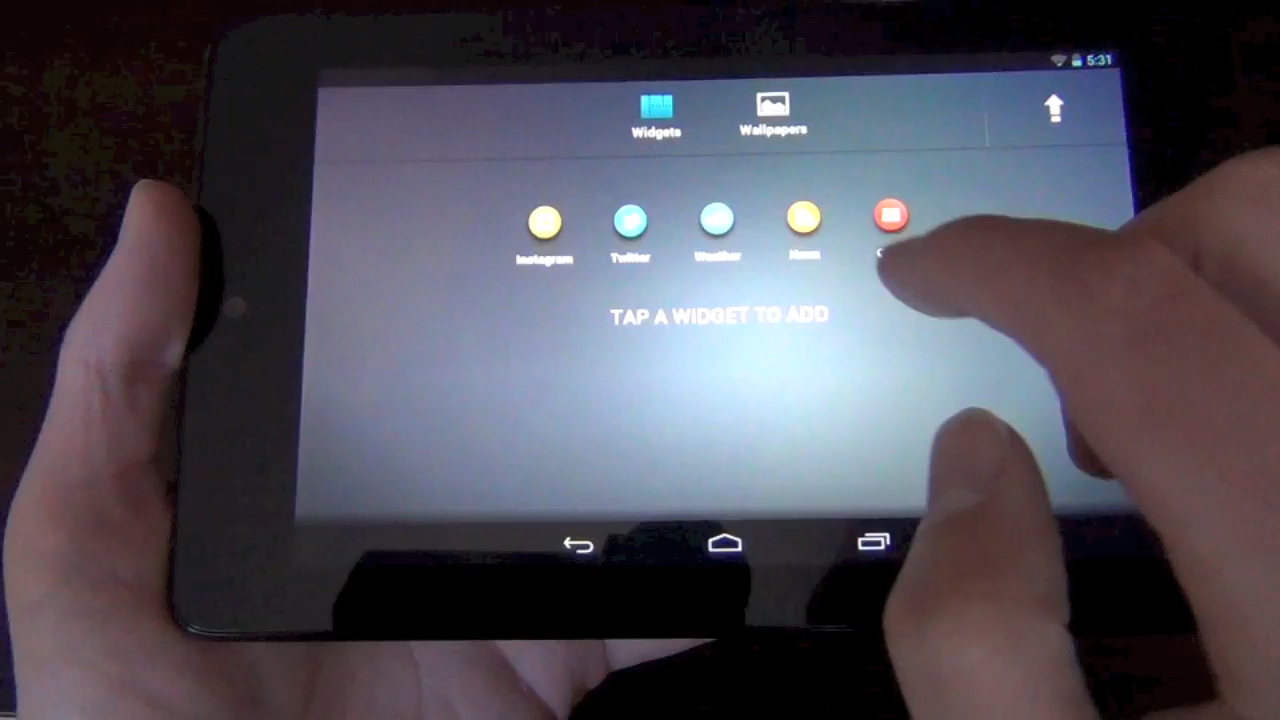 5:31
Widgets
Wallpapers
Instagram
Twitter
Weather
News
TAP A WIDGET TO ADD